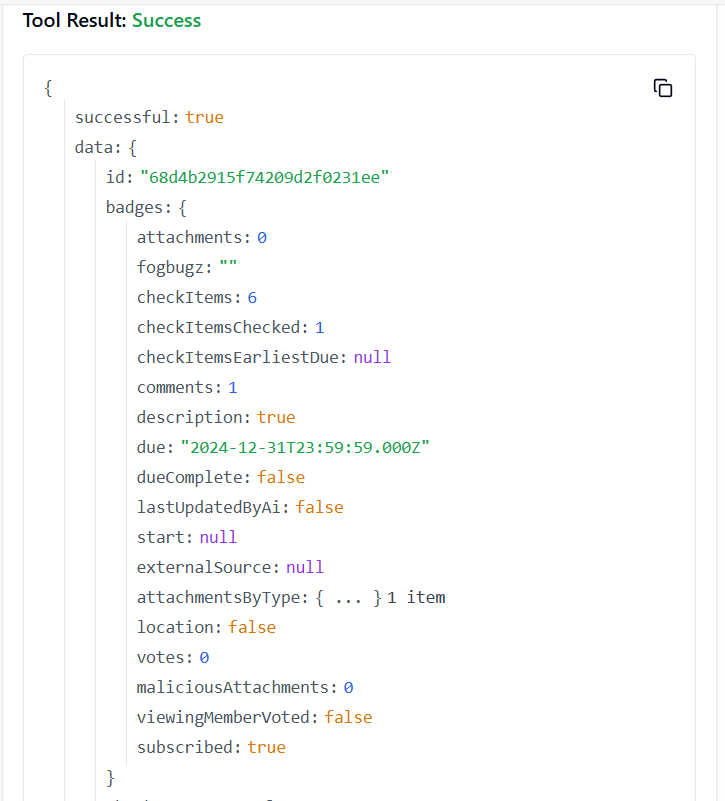 Tool Result: Success
{
successful: true
data: {
id: "68d4b2915f74209d2f0231ee"
badges: {
attachments: 0
fogbugz: ""
checkItems: 6
checkItemsChecked: 1
checkItemsEarliestDue: null
comments: 1
description: true
due: "2024-12-31T23:59:59.000Z"
dueComplete: false
lastUpdatedByAi: false
start: null
externalSource: null
attachmentsByType: { ... } 1 item
location: false
votes: 0
maliciousAttachments: 0
viewingMemberVoted: false
subscribed: true
}